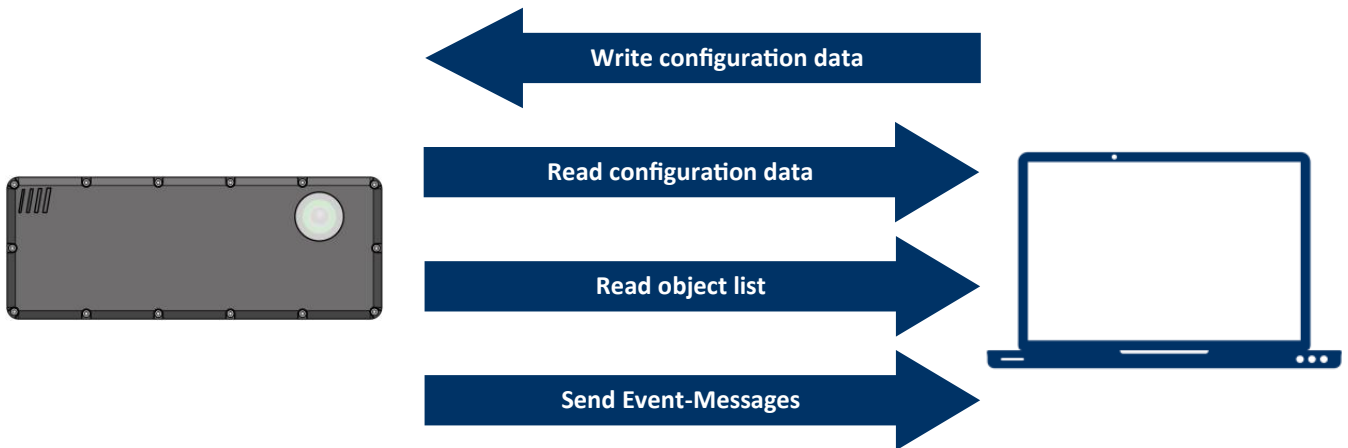 Write configuration data
Read configuration data
Read object list
Send Event-Messages